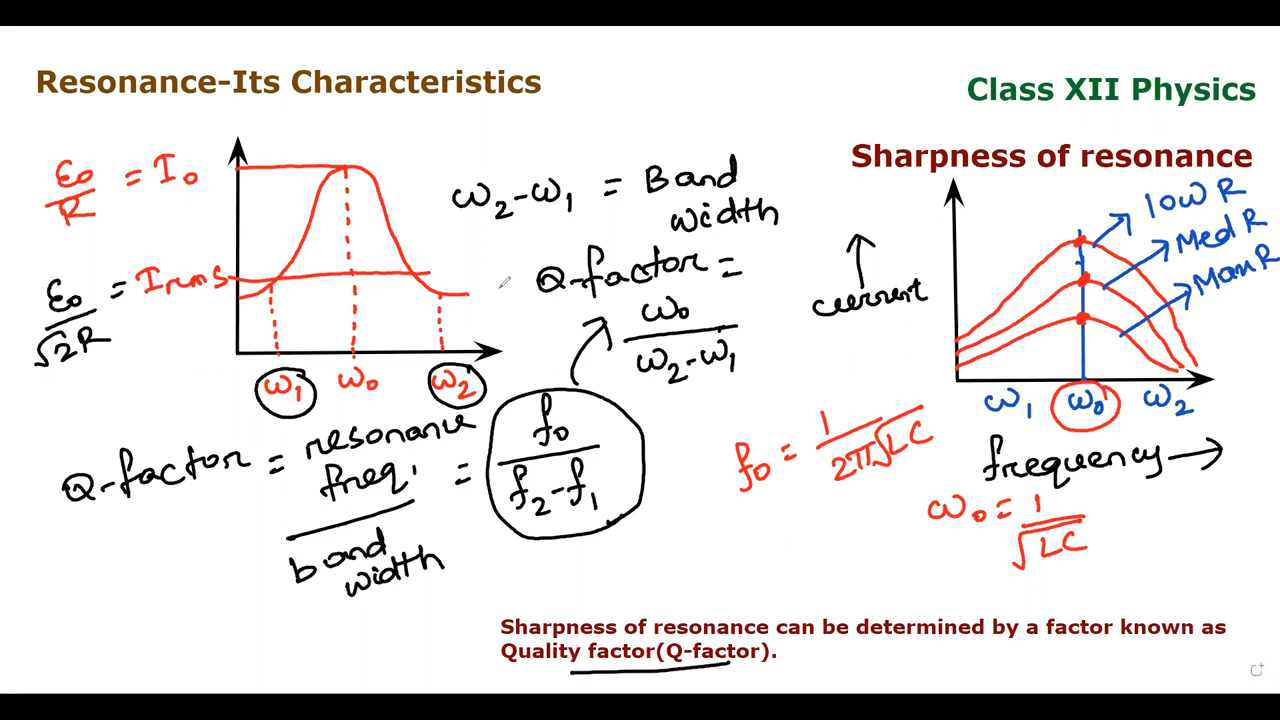 Resonance-Its Characteristics
Class XII Physics
Sharpness of resonance
ε₀/R = I₀
ε₀/√2R = Irms
ω₁ ω₀ ω₂
ω₂-ω₁ = Band
width
Q-factor =
ω₀/ω₂-ω₁
Q-factor = resonance
freq.
band
width
= f₀/f₂-f₁
current ↑
low R
Med R
Max R
ω₁ ω₀ ω₂
frequency →
f₀ = 1/2π√LC
ω₀ = 1/√LC
Sharpness of resonance can be determined by a factor known as
Quality factor(Q-factor).